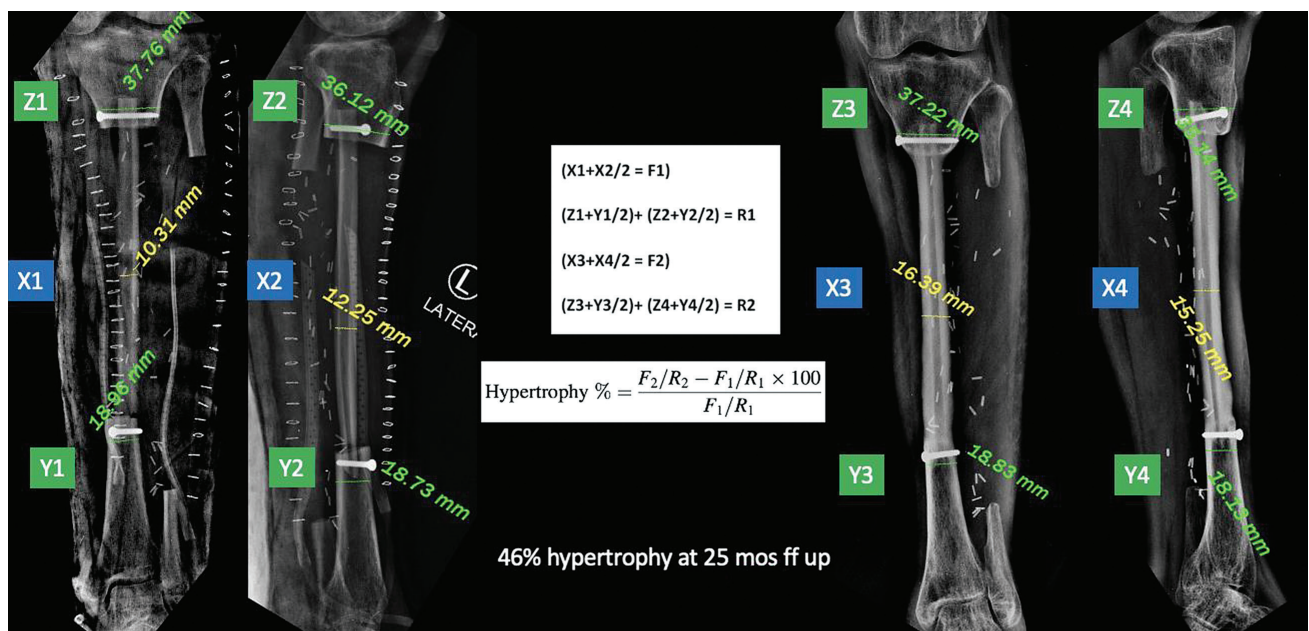 Z1
37.76 mm
X1
10.31 mm
18.96 mm
Y1
Z2
36.12 mm
X2
12.25 mm
L
LATERA
Y2
18.73 mm
(X1+X2/2 = F1)
(Z1+Y1/2)+ (Z2+Y2/2) = R1
(X3+X4/2 = F2)
(Z3+Y3/2)+ (Z4+Y4/2) = R2
Hypertrophy % = F₂/R₂ − F₁/R₁ × 100
F₁/R₁
46% hypertrophy at 25 mos ff up
Z3
37.22 mm
X3
16.39 mm
Y3
18.83 mm
Z4
.14 mm
X4
15.25 mm
Y4
18.13 mm